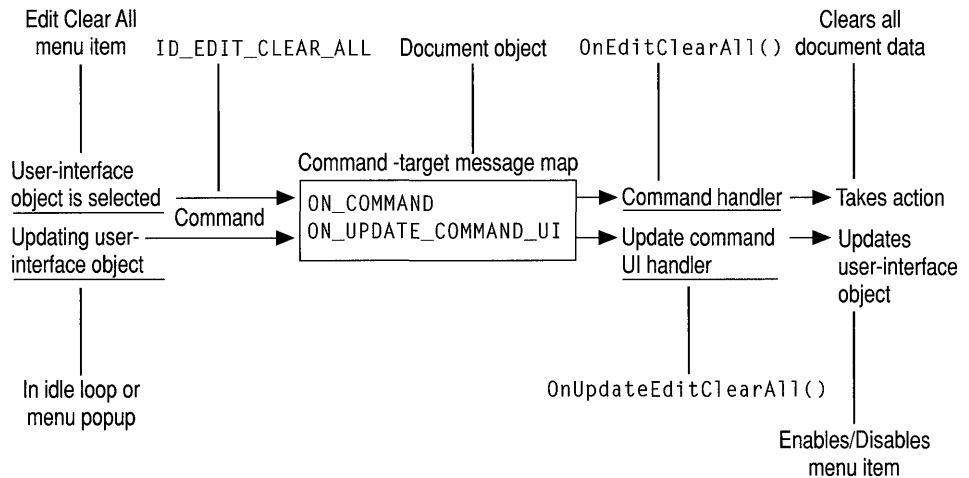 Edit Clear All
menu item
ID_EDIT_CLEAR_ALL
Document object
OnEditClearAll()
Clears all
document data
User-interface
object is selected
Command
Command -target message map
ON_COMMAND
ON_UPDATE_COMMAND_UI
Command handler
Takes action
Updating user-
interface object
Update command
UI handler
Updates
user-interface
object
In idle loop or
menu popup
OnUpdateEditClearAll()
Enables/Disables
menu item